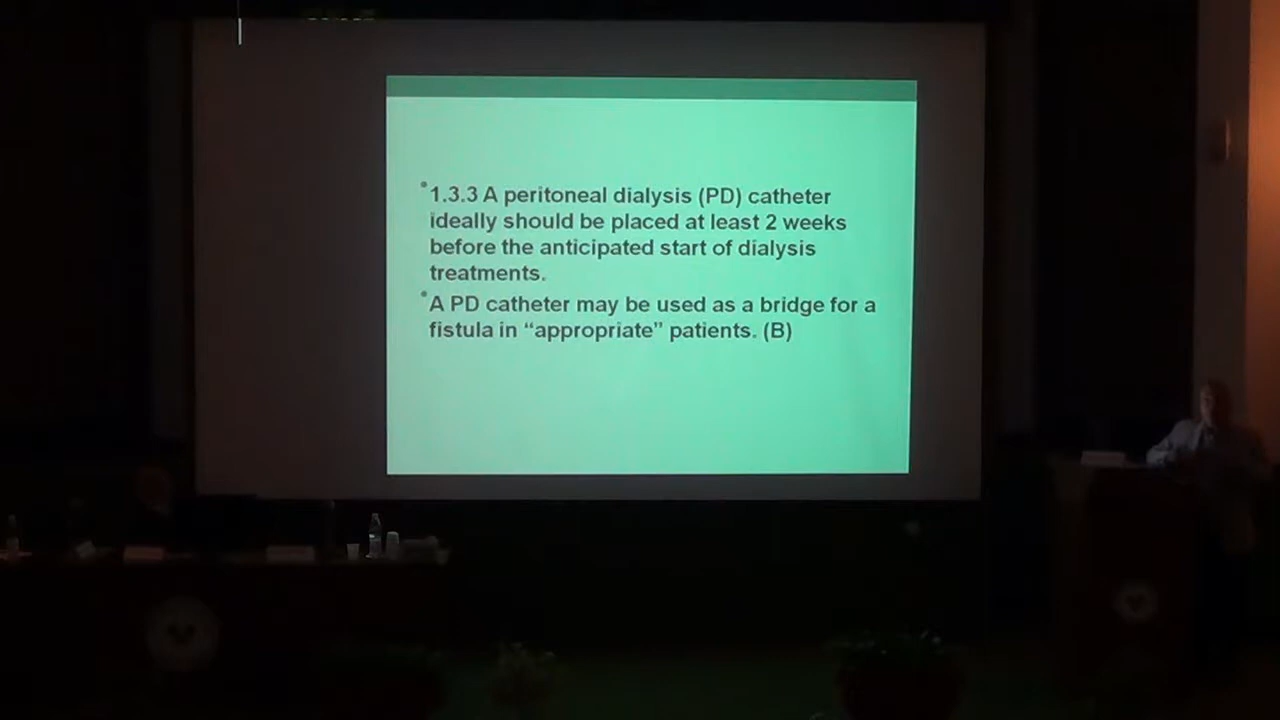 • 1.3.3 A peritoneal dialysis (PD) catheter
ideally should be placed at least 2 weeks
before the anticipated start of dialysis
treatments.
• A PD catheter may be used as a bridge for a
fistula in “appropriate” patients. (B)